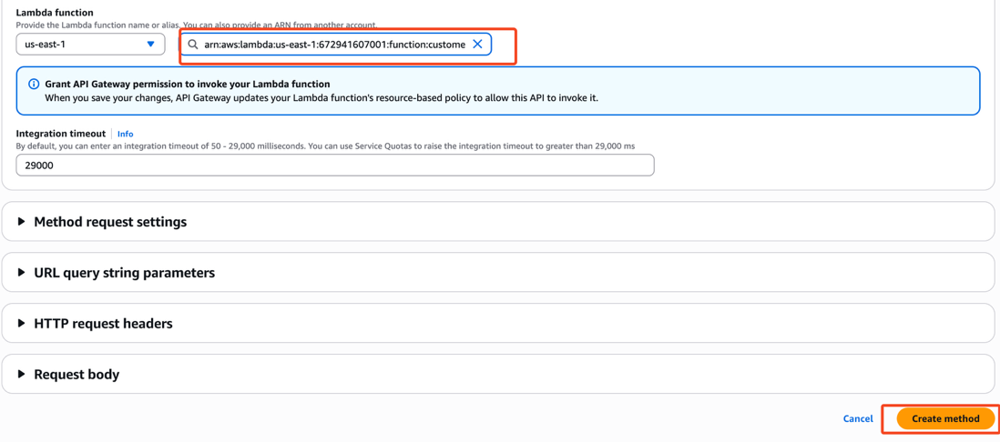 Lambda function
Provide the Lambda function name or alias. You can also provide an ARN from another account.
us-east-1
arn:aws:lambda:us-east-1:672941607001:function:custome
Grant API Gateway permission to invoke your Lambda function
When you save your changes, API Gateway updates your Lambda function's resource-based policy to allow this API to invoke it.
Integration timeout Info
By default, you can enter an integration timeout of 50 - 29,000 milliseconds. You can use Service Quotas to raise the integration timeout to greater than 29,000 ms
29000
Method request settings
URL query string parameters
HTTP request headers
Request body
Cancel Create method